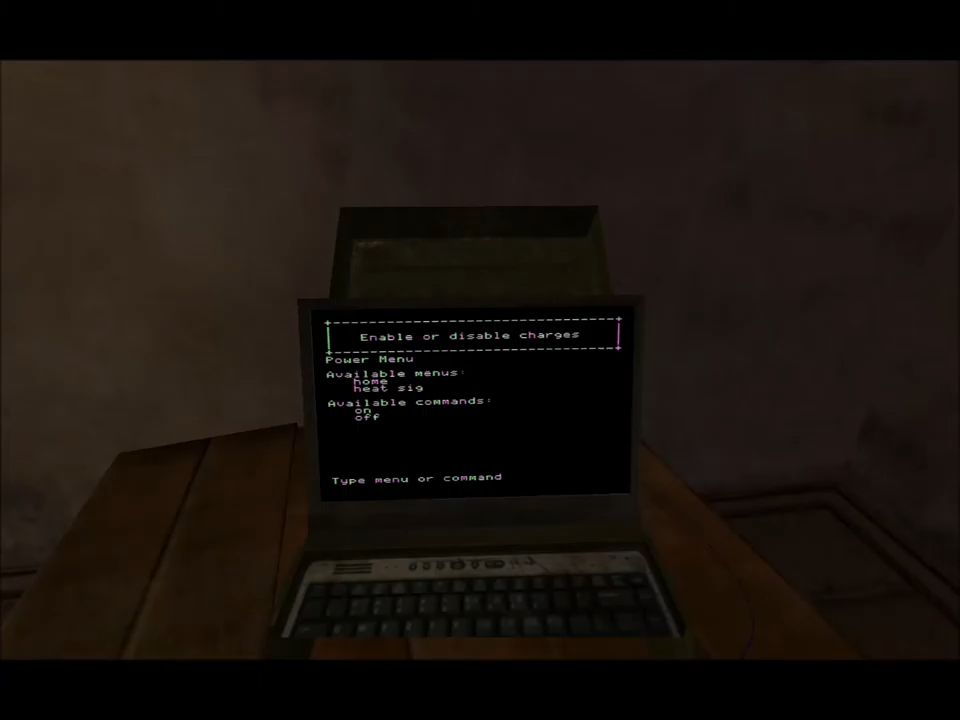 Enable or disable charges
Power Menu
Available menus:
home
heat sig
Available commands:
on
off
Type menu or command